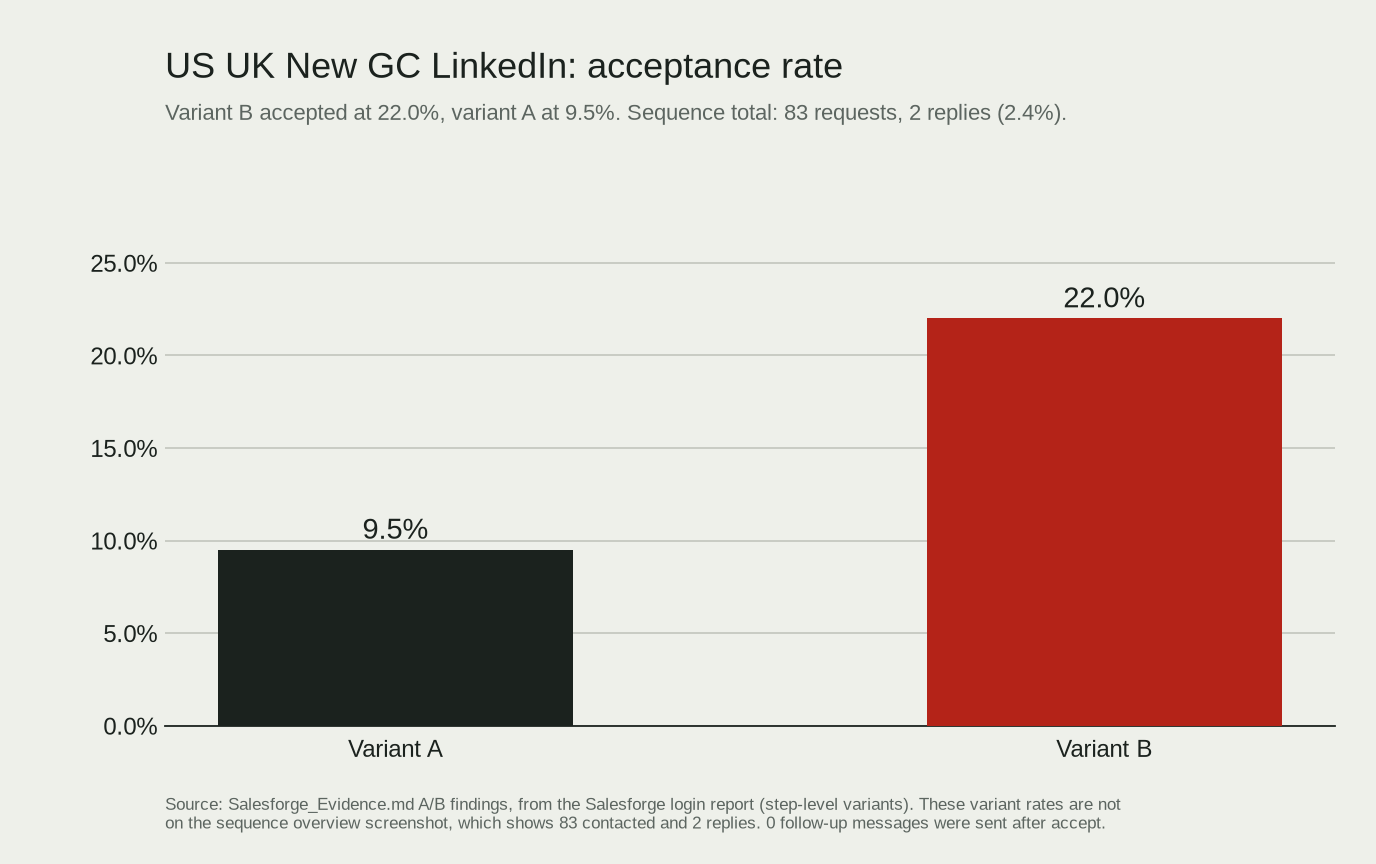 US UK New GC LinkedIn: acceptance rate
Variant B accepted at 22.0%, variant A at 9.5%. Sequence total: 83 requests, 2 replies (2.4%).
25.0%
22.0%
20.0%
15.0%
9.5%
10.0%
5.0%
0.0%
Variant A
Variant B
Source: Salesforge_Evidence.md A/B findings, from the Salesforge login report (step-level variants). These variant rates are not
on the sequence overview screenshot, which shows 83 contacted and 2 replies. 0 follow-up messages were sent after accept.